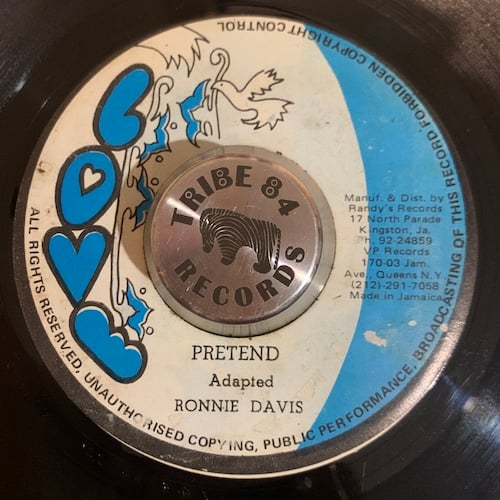 LOVE
ALL RIGHTS RESERVED, UNAUTHORISED COPYING, PUBLIC PERFORMANCE, BROADCASTING OF THIS RECORD FORBIDDEN COPYRIGHT CONTROL
TRIBE 84
RECORDS
Manuf. & Dist. by
Randy's Records
17 North Parade
Kingston, Ja.
Ph. 92-24859
VP Records
170-03 Jam.
Ave., Queens N.Y.
(212)-291-7058
Made in Jamaica
PRETEND
Adapted
RONNIE DAVIS